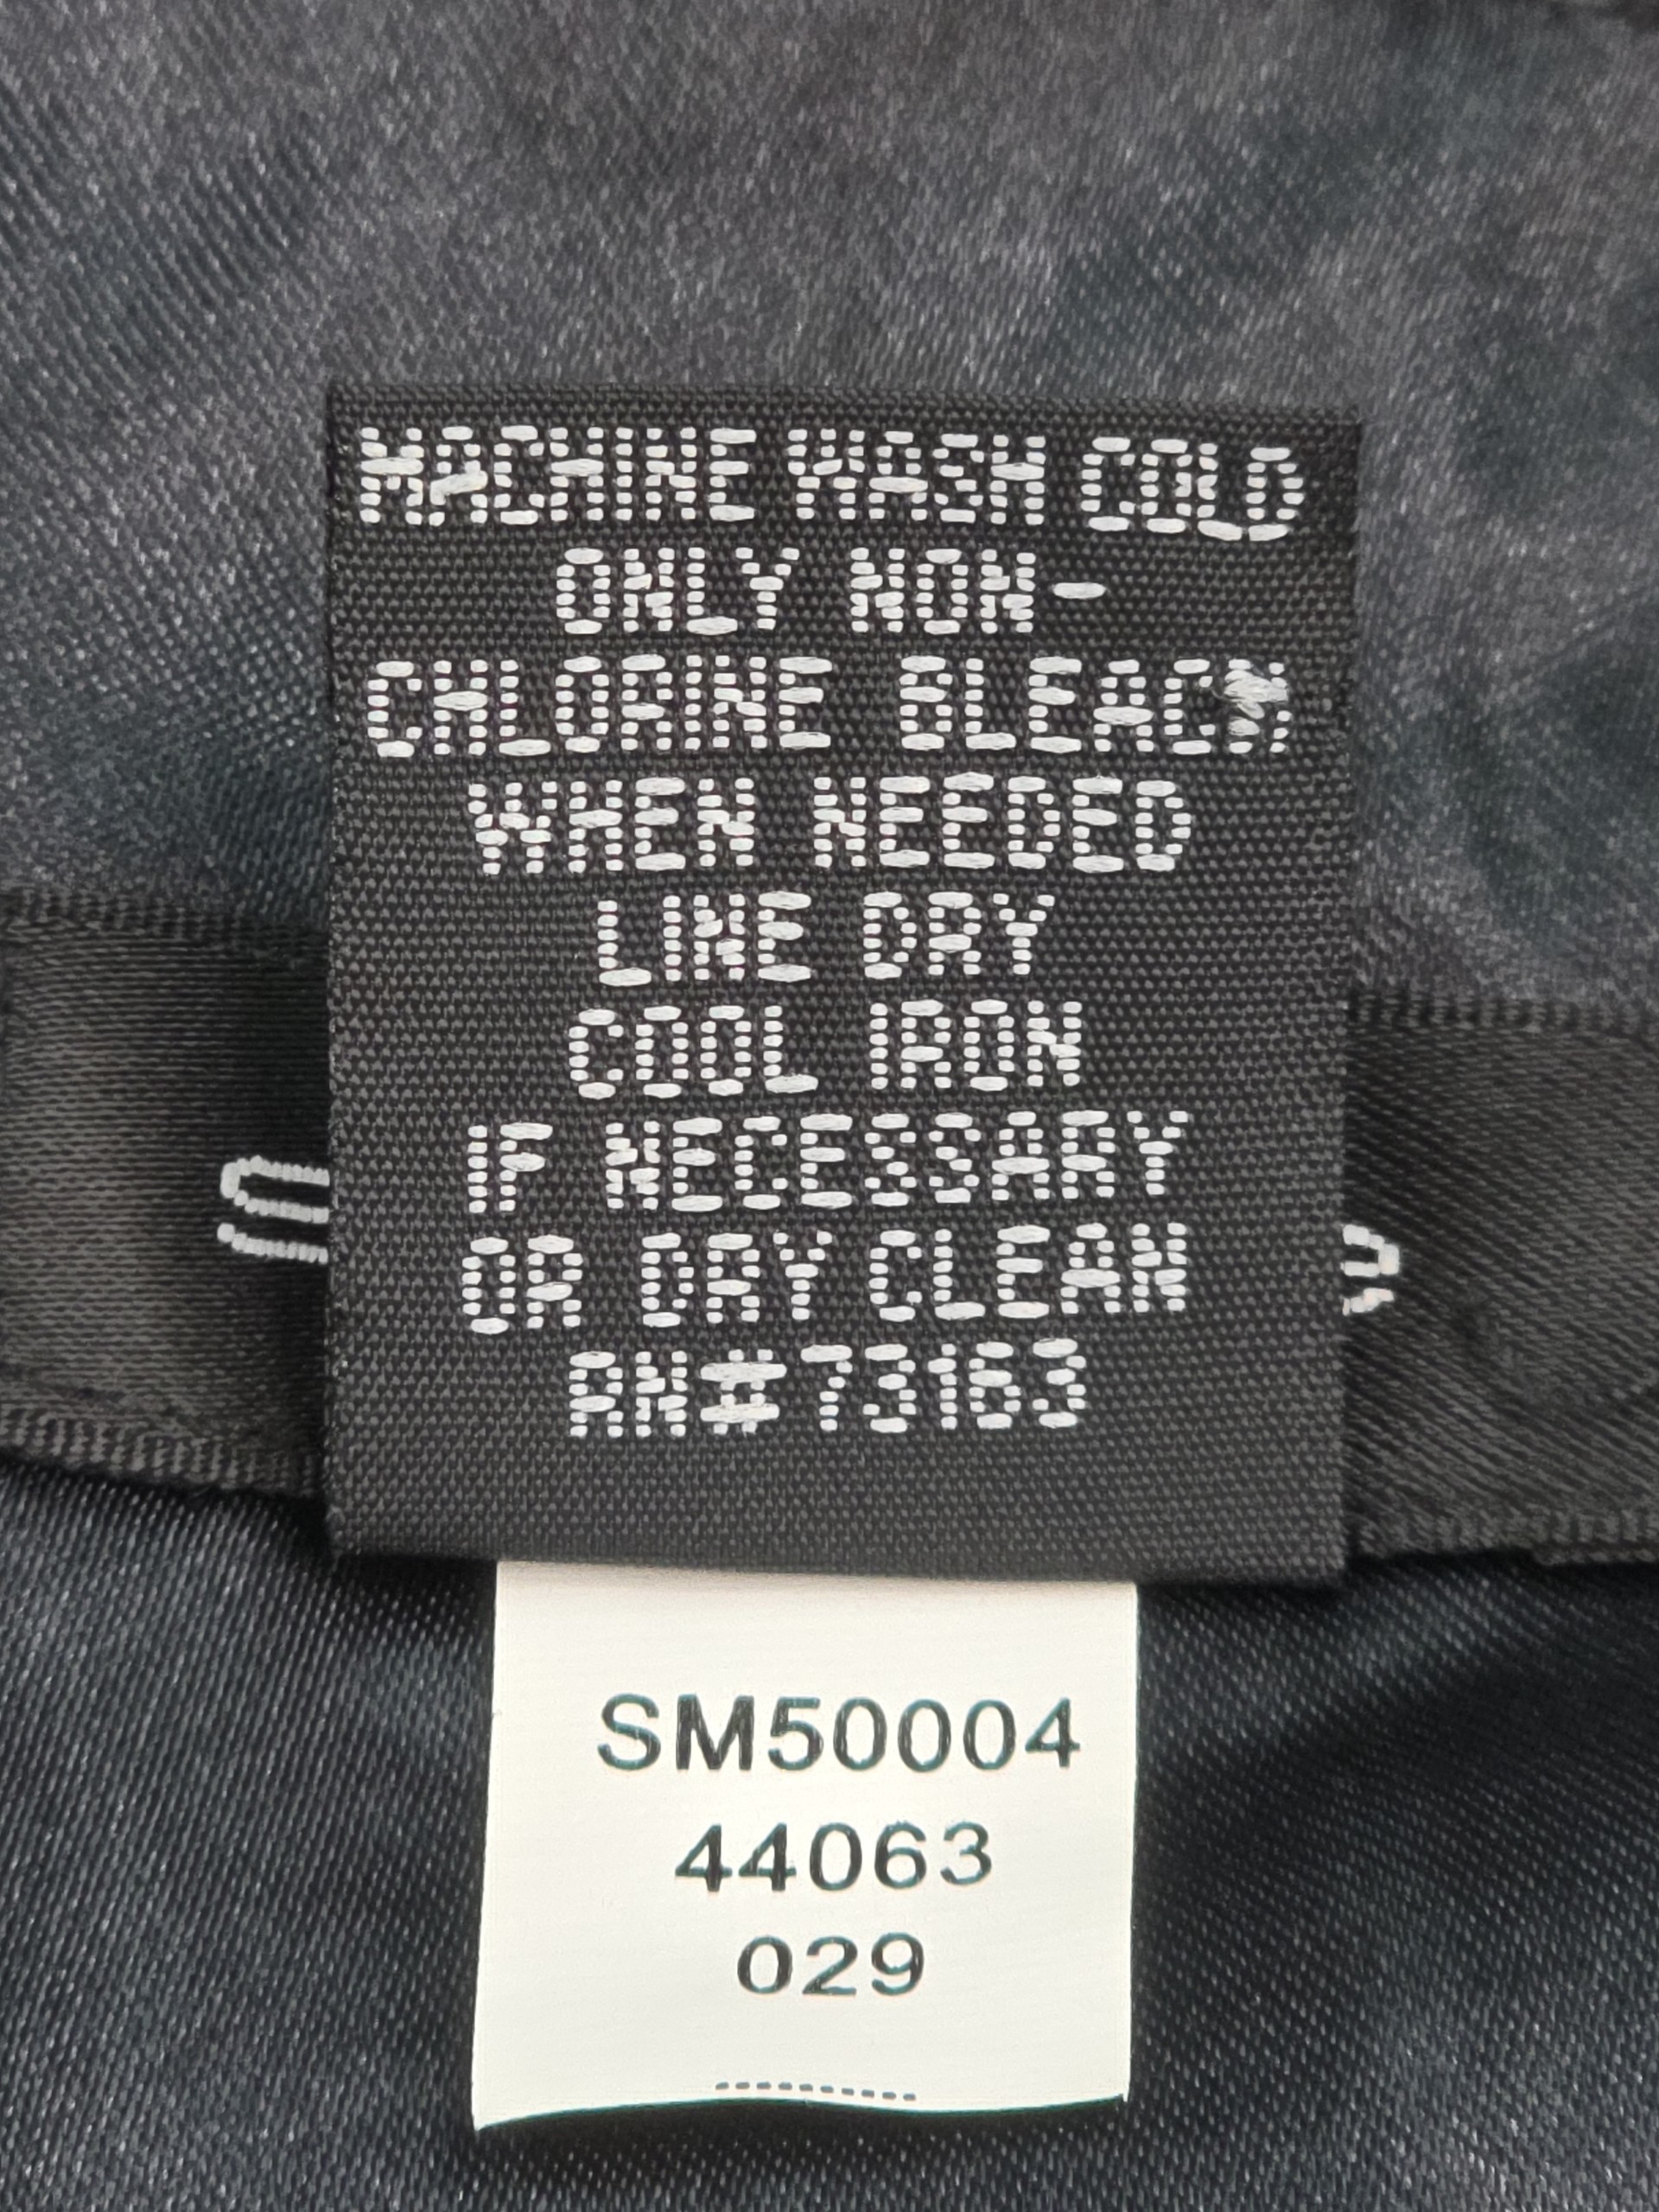 MACHINE WASH COLD
ONLY NON-
CHLORINE BLEACH
WHEN NEEDED
LINE DRY
COOL IRON
IF NECESSARY
OR DRY CLEAN
RN#73163
SM50004
44063
029